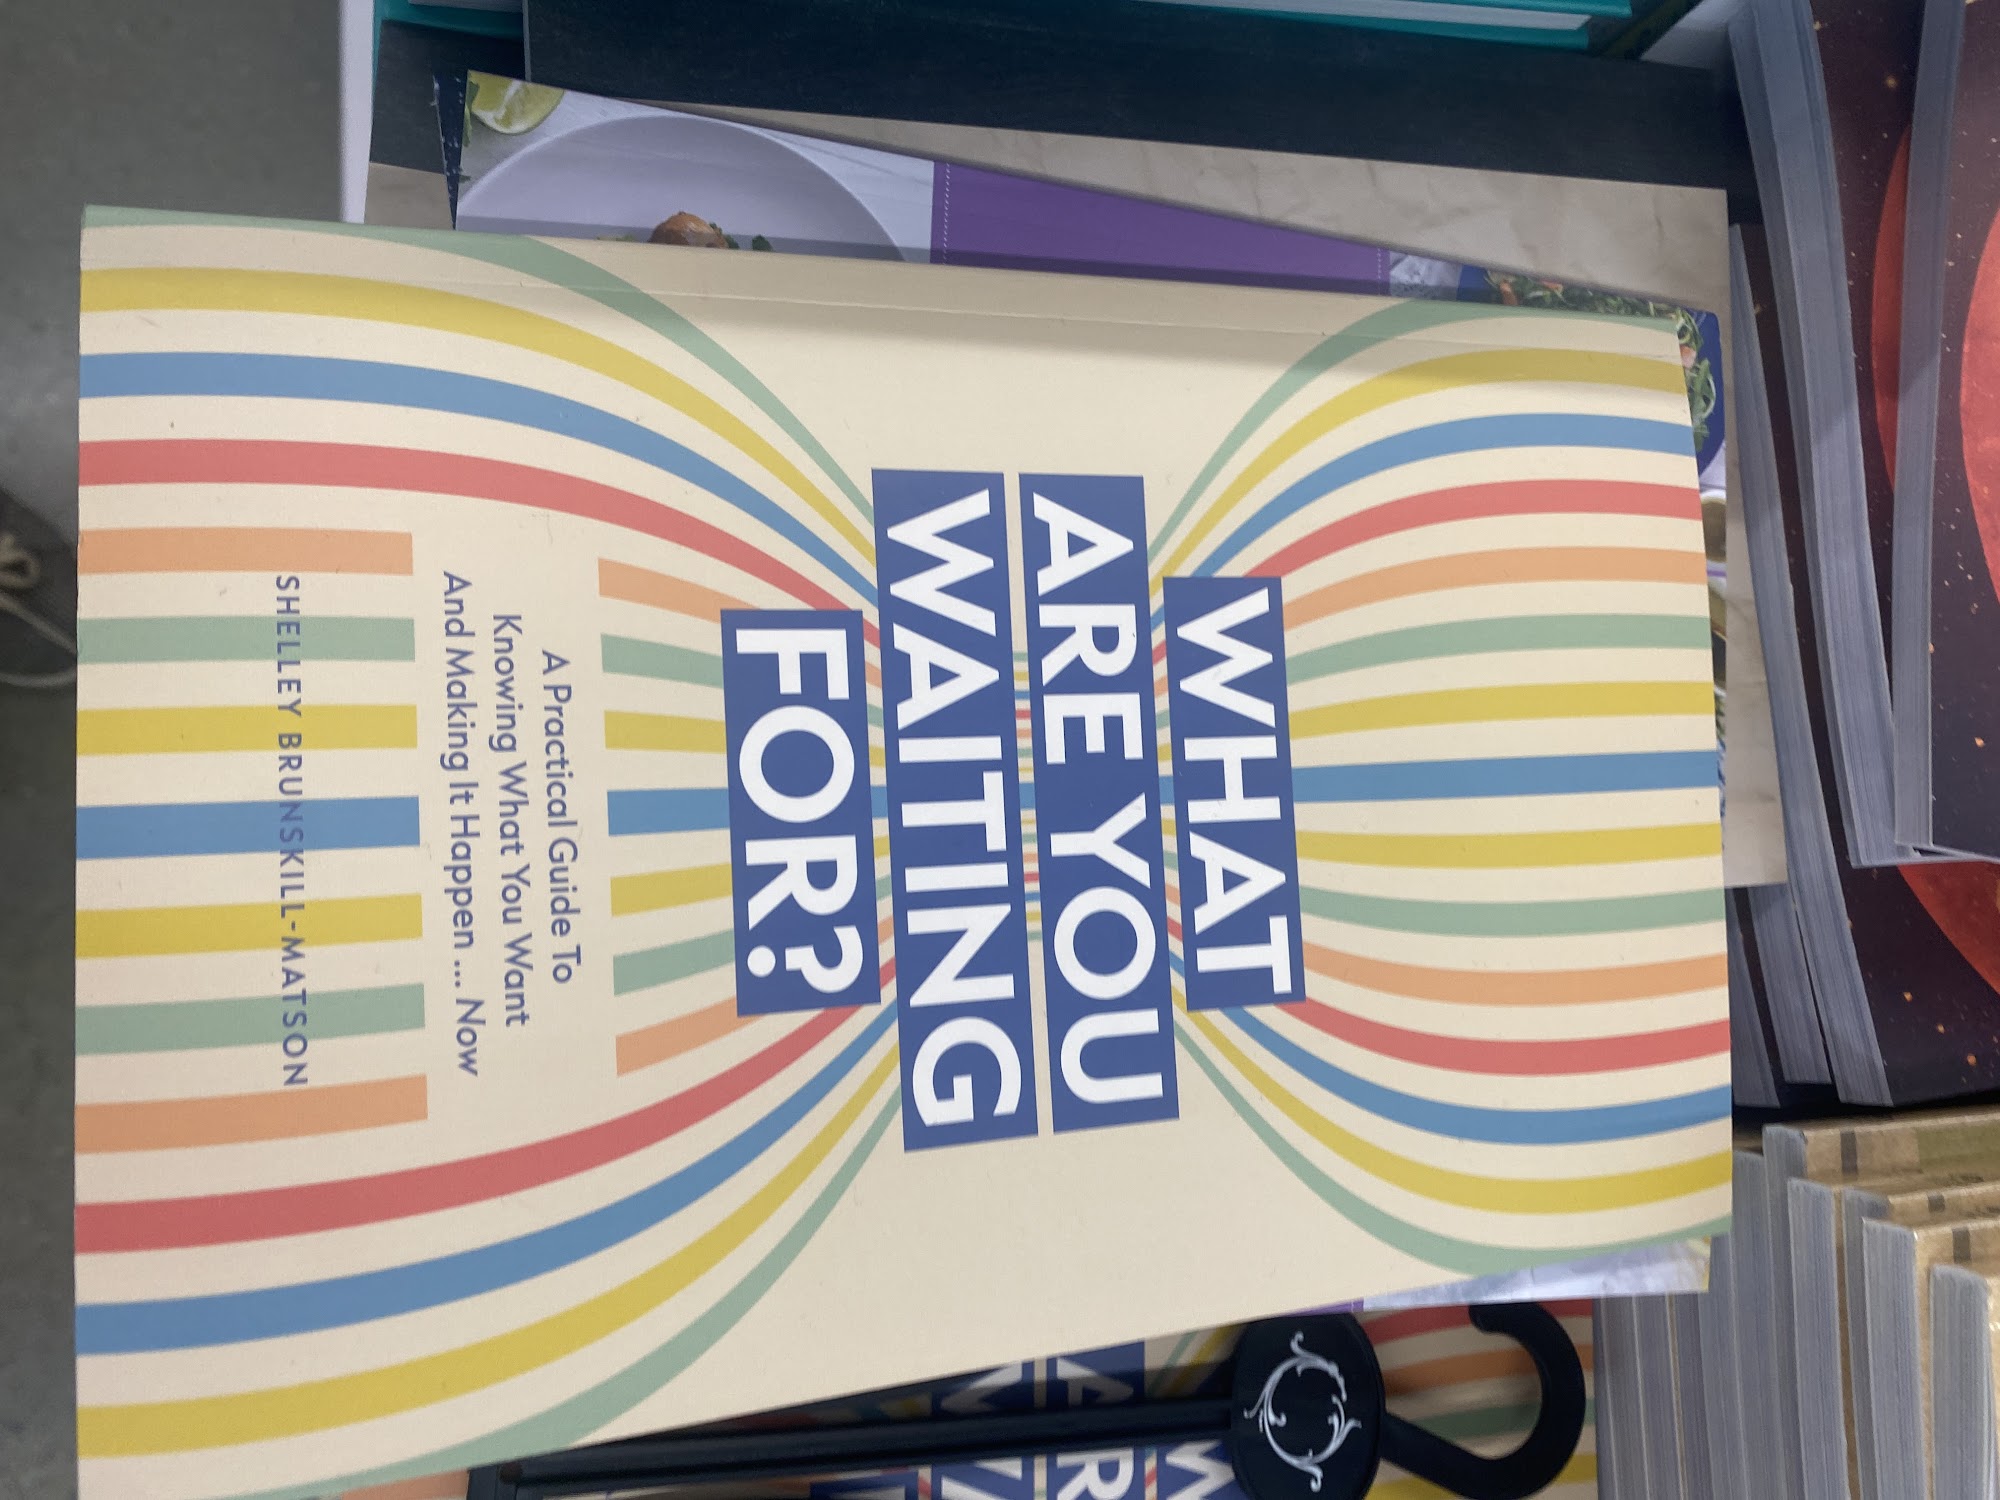 WHAT
ARE YOU
WAITING
FOR?
A Practical Guide To
Knowing What You Want
And Making It Happen ... Now
SHELLEY BRUNSKILL-MATSON